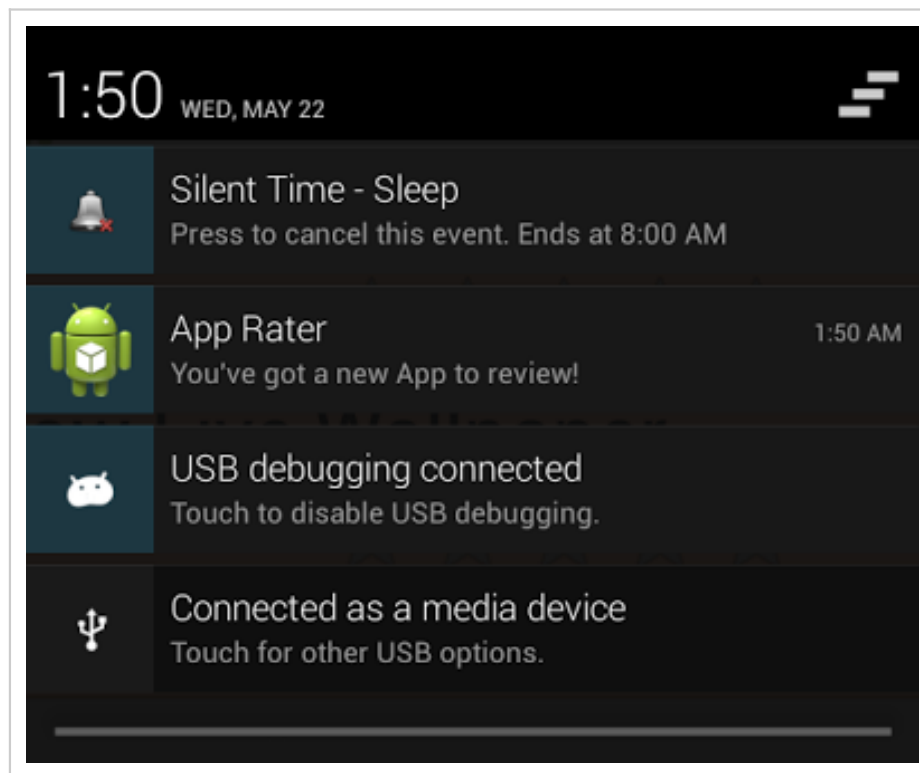 1:50 WED, MAY 22
Silent Time - Sleep
Press to cancel this event. Ends at 8:00 AM
App Rater 1:50 AM
You've got a new App to review!
USB debugging connected
Touch to disable USB debugging.
Connected as a media device
Touch for other USB options.